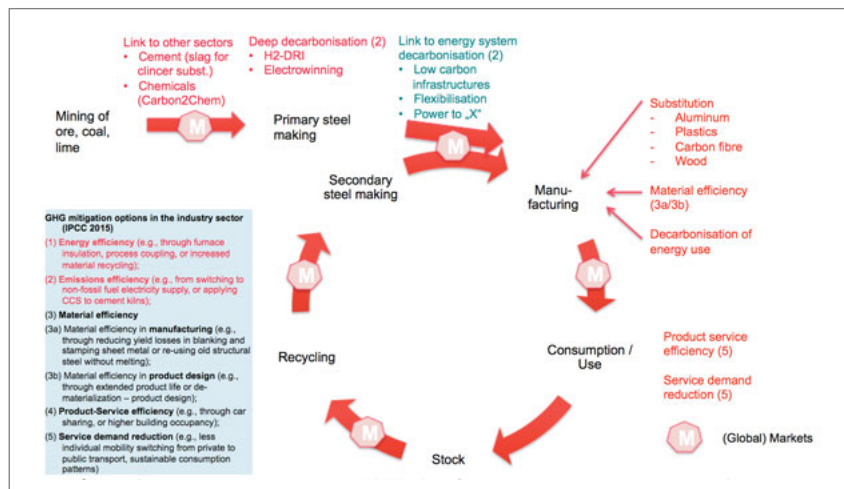 Link to other sectors
• Cement (slag for
clincer subst.)
• Chemicals
(Carbon2Chem)
Deep decarbonisation (2)
• H2-DRI
• Electrowinning
Link to energy system
decarbonisation (2)
• Low carbon
infrastructures
• Flexibilisation
• Power to „X"
Mining of
ore, coal,
lime
M
Primary steel
making
M
Secondary
steel making
Substitution
- Aluminum
- Plastics
- Carbon fibre
- Wood
Manu-
facturing
Material efficiency
(3a/3b)
Decarbonisation of
energy use
GHG mitigation options in the industry sector
(IPCC 2015)
(1) Energy efficiency (e.g., through furnace
insulation, process coupling, or increased
material recycling);
(2) Emissions efficiency (e.g., from switching to
non-fossil fuel electricity supply, or applying
CCS to cement kilns);
(3) Material efficiency
(3a) Material efficiency in manufacturing (e.g.,
through reducing yield losses in blanking and
stamping sheet metal or re-using old structural
steel without melting);
(3b) Material efficiency in product design (e.g.,
through extended product life or de-
materialization – product design);
(4) Product-Service efficiency (e.g., through car
sharing, or higher building occupancy);
(5) Service demand reduction (e.g., less
individual mobility switching from private to
public transport, sustainable consumption
patterns)
M
M
Recycling
Consumption /
Use
Product service
efficiency (5)
Service demand
reduction (5)
M
Stock
M
(Global) Markets